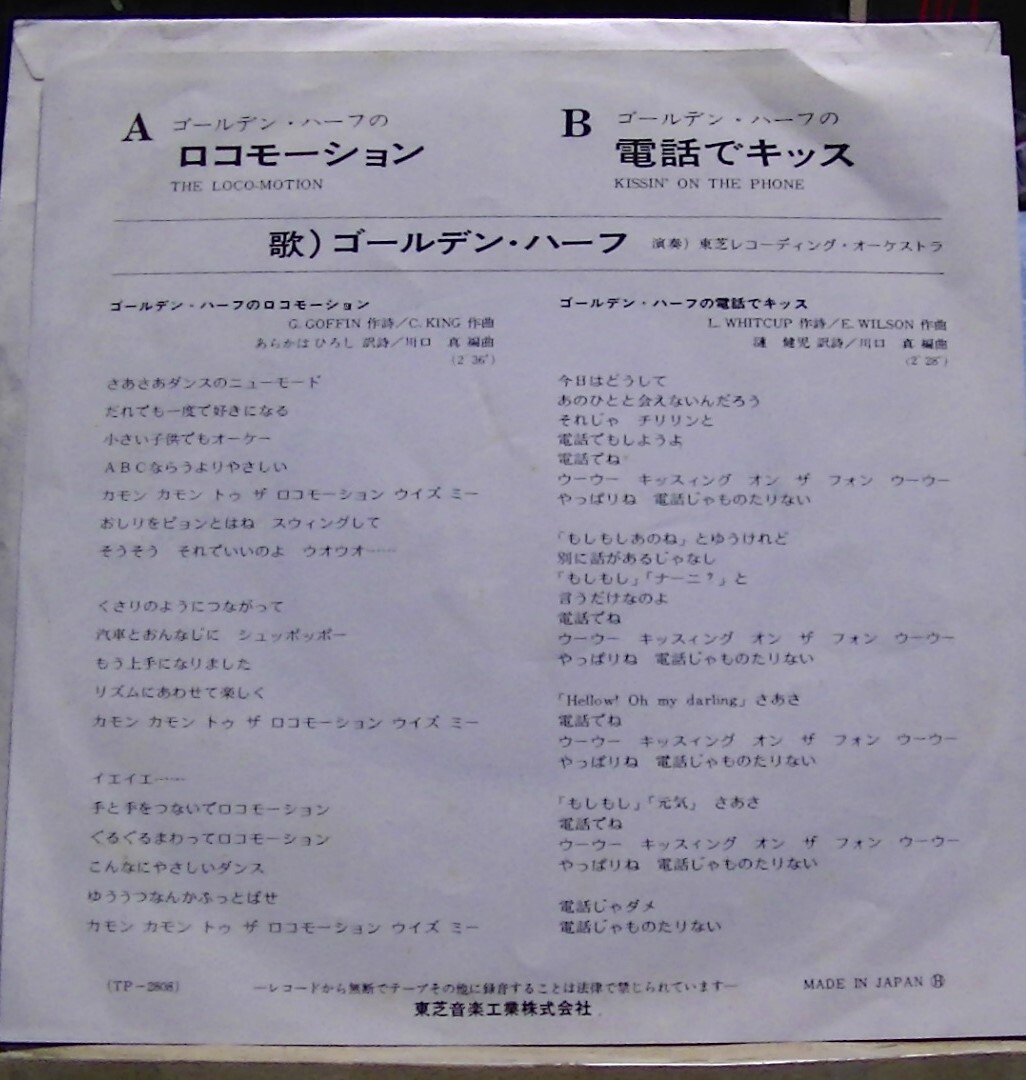 A ゴールデン・ハーフの
ロコモーション
THE LOCO-MOTION
B ゴールデン・ハーフの
電話でキッス
KISSIN' ON THE PHONE
歌)ゴールデン・ハーフ 演奏)東芝レコーディング・オーケストラ
ゴールデン・ハーフのロコモーション
G. GOFFIN 作詩/C. KING 作曲
あらかは ひろし 訳詩/川口 真 編曲
(2'36")
さあさあダンスのニューモード
だれでも一度で好きになる
小さい子供でもオーケー
ABCならうよりやさしい
カモン カモン トゥ ザ ロコモーション ウイズ ミー
おしりをピョンとはね スウィングして
そうそう それでいいのよ ウオウオ……
くさりのようにつながって
汽車とおんなじに シュッポッポー
もう上手になりました
リズムにあわせて楽しく
カモン カモン トゥ ザ ロコモーション ウイズ ミー
イエイエ……
手と手をつないでロコモーション
ぐるぐるまわってロコモーション
こんなにやさしいダンス
ゆううつなんかふっとばせ
カモン カモン トゥ ザ ロコモーション ウイズ ミー
ゴールデン・ハーフの電話でキッス
L. WHITCUP 作詩/E. WILSON 作曲
漣 健児 訳詩/川口 真 編曲
(2'28")
今日はどうして
あのひとと会えないんだろう
それじゃ チリリンと
電話でもしようよ
電話でね
ウーウー キッスィング オン ザ フォン ウーウー
やっぱりね 電話じゃものたりない
「もしもしあのね」とゆうけれど
別に話があるじゃなし
「もしもし」「ナーニ?」と
言うだけなのよ
電話でね
ウーウー キッスィング オン ザ フォン ウーウー
やっぱりね 電話じゃものたりない
「Hellow! Oh my darling」さあさ
電話でね
ウーウー キッスィング オン ザ フォン ウーウー
やっぱりね 電話じゃものたりない
「もしもし」「元気」 さあさ
電話でね
ウーウー キッスィング オン ザ フォン ウーウー
やっぱりね 電話じゃものたりない
電話じゃダメ
電話じゃものたりない
(TP-2808) —レコードから無断でテープその他に録音することは法律で禁じられています— MADE IN JAPAN
東芝音楽工業株式会社